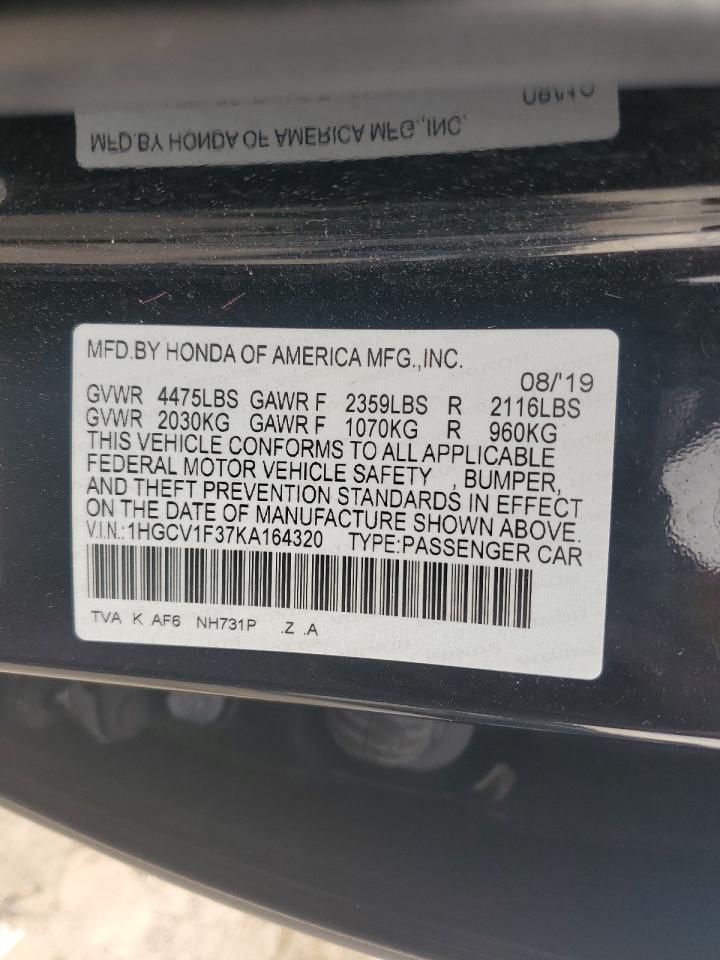 MFD.BY HONDA OF AMERICA MFG.,INC.
08/'19
GVWR 4475LBS GAWR F 2359LBS R 2116LBS
GVWR 2030KG GAWR F 1070KG R 960KG
THIS VEHICLE CONFORMS TO ALL APPLICABLE
FEDERAL MOTOR VEHICLE SAFETY , BUMPER,
AND THEFT PREVENTION STANDARDS IN EFFECT
ON THE DATE OF MANUFACTURE SHOWN ABOVE.
V.I.N.:1HGCV1F37KA164320 TYPE:PASSENGER CAR
TVA K AF6 NH731P .Z .A